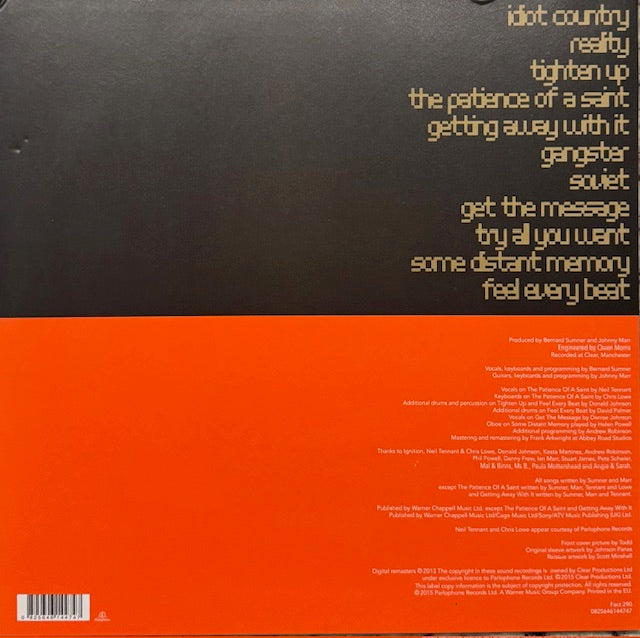 idiot country
reality
tighten up
the patience of a saint
getting away with it
gangster
soviet
get the message
try all you want
some distant memory
feel every beat
Produced by Bernard Sumner and Johnny Marr
Engineered by Owen Morris
Recorded at Clear, Manchester
Vocals, keyboards and programming by Bernard Sumner
Guitars, keyboards and programming by Johnny Marr
Vocals on The Patience Of A Saint by Neil Tennant
Keyboards on The Patience Of A Saint by Chris Lowe
Additional drums and percussion on Tighten Up and Feel Every Beat by Donald Johnson
Additional drums on Feel Every Beat by David Palmer
Vocals on Get The Message by Denise Johnson
Oboe on Some Distant Memory played by Helen Powell
Additional programming by Andrew Robinson
Mastering and remastering by Frank Arkwright at Abbey Road Studios
Thanks to Ignition, Neil Tennant & Chris Lowe, Donald Johnson, Kesta Martinez, Andrew Robinson,
Phil Powell, Danny Fraw, Ian Marr, Stuart James, Pete Schwier,
Mal & Binns, Ms B., Paula Mottershead and Angie & Sarah
All songs written by Sumner and Marr
except The Patience Of A Saint written by Sumner, Marr, Tennant and Lowe
and Getting Away With It written by Sumner, Marr and Tennant.
Published by Warner Chappell Music Ltd. except The Patience Of A Saint and Getting Away With It
Published by Warner Chappell Music Ltd/Cage Music Ltd/Sony/ATV Music Publishing (UK) Ltd.
Neil Tennant and Chris Lowe appear courtesy of Parlophone Records
Front cover picture by Todd
Original sleeve artwork by Johnson Panas
Reissue artwork by Scott Minshall
Digital remasters ℗ 2013 The copyright in these sound recordings is owned by Clear Productions Ltd
under exclusive licence to Parlophone Records Ltd. ©2015 Clear Productions Ltd.
This label copy information is the subject of copyright protection. All rights reserved.
©2015 Parlophone Records Ltd. A Warner Music Group Company. Printed in the EU.
Fact 290
0825646144747
0 825646 144747